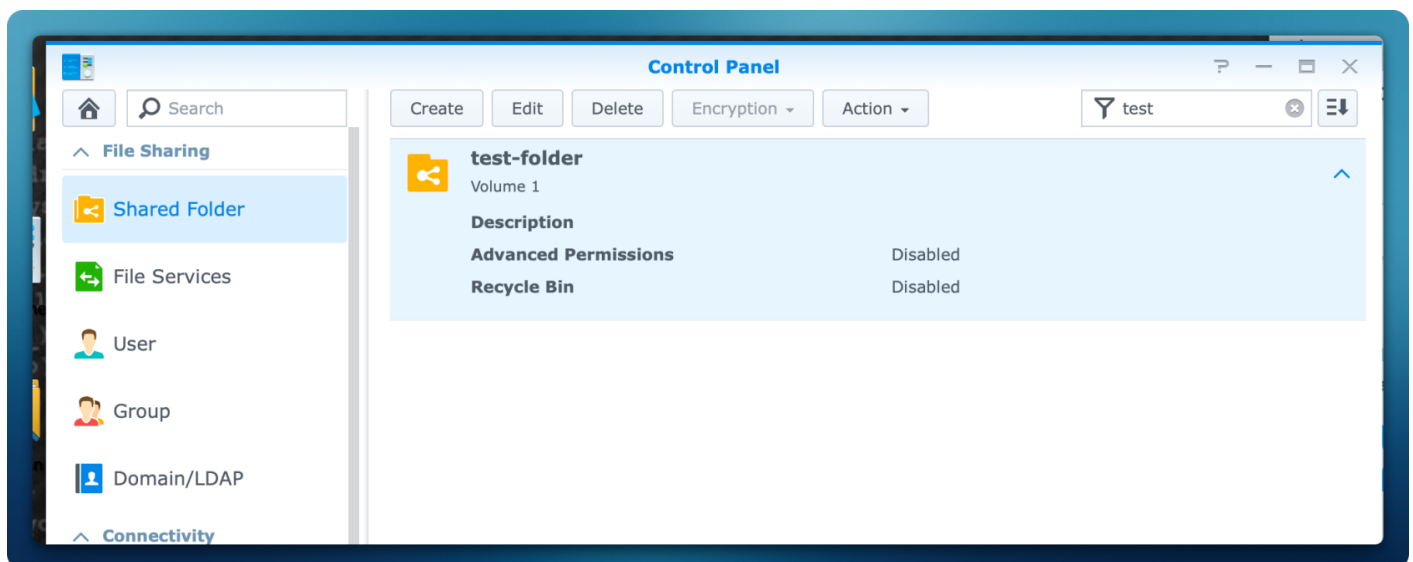 Control Panel
Search
Create Edit Delete Encryption Action test
File Sharing
Shared Folder
File Services
User
Group
Domain/LDAP
Connectivity
test-folder
Volume 1
Description
Advanced Permissions Disabled
Recycle Bin Disabled